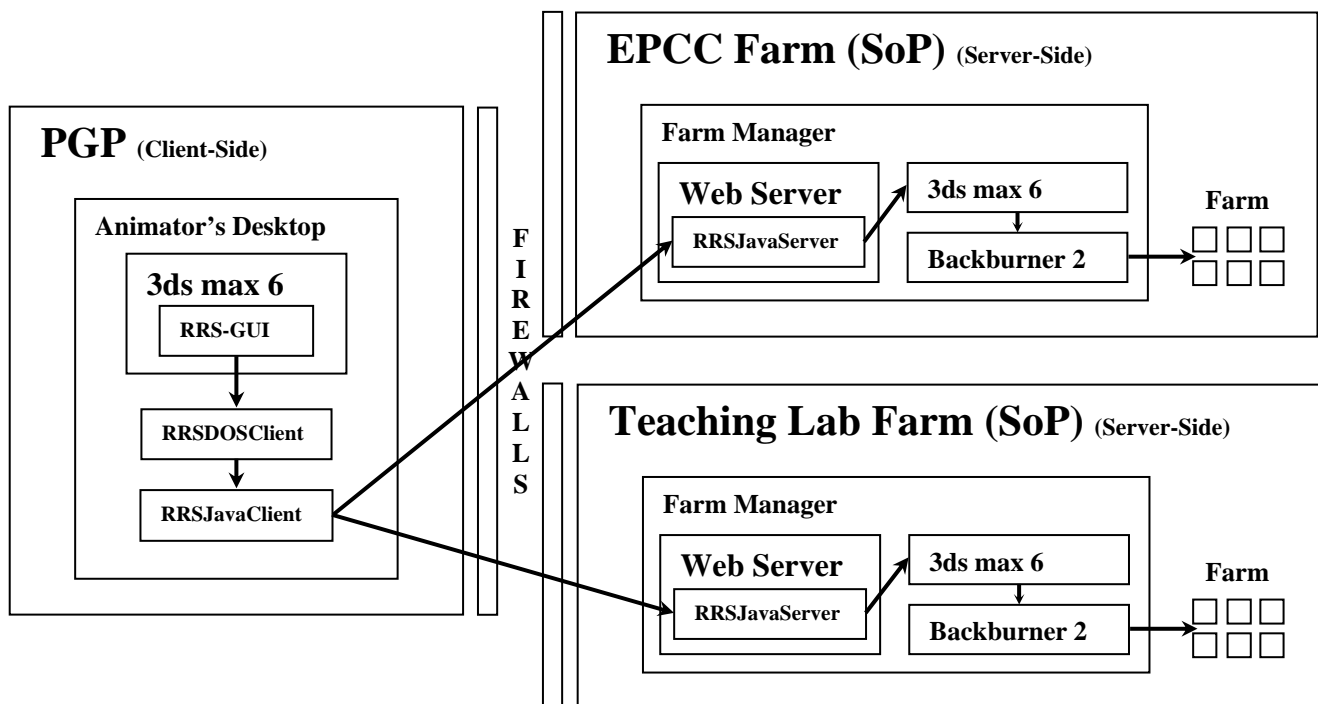 PGP (Client-Side)
Animator's Desktop
3ds max 6
RRS-GUI
RRSDOSClient
RRSJavaClient
FIREWALLS
EPCC Farm (SoP) (Server-Side)
Farm Manager
Web Server
RRSJavaServer
3ds max 6
Backburner 2
Farm
Teaching Lab Farm (SoP) (Server-Side)
Farm Manager
Web Server
RRSJavaServer
3ds max 6
Backburner 2
Farm